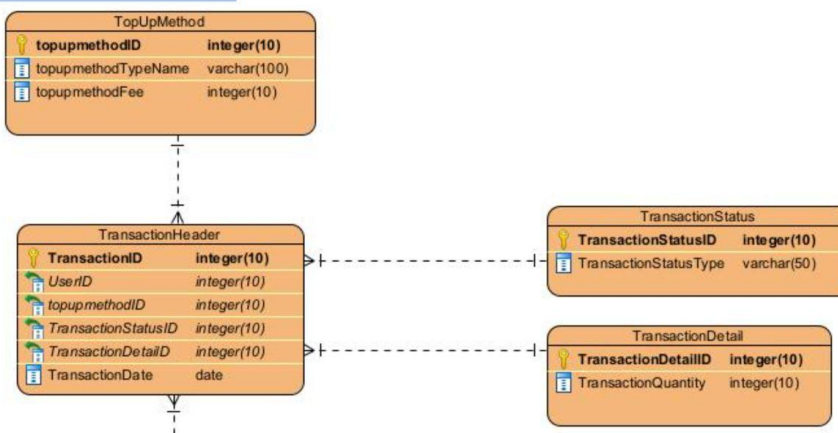 TopUpMethod
topupmethodID integer(10)
topupmethodTypeName varchar(100)
topupmethodFee integer(10)
TransactionHeader
TransactionID integer(10)
UserID integer(10)
topupmethodID integer(10)
TransactionStatusID integer(10)
TransactionDetailID integer(10)
TransactionDate date
TransactionStatus
TransactionStatusID integer(10)
TransactionStatusType varchar(50)
TransactionDetail
TransactionDetailID integer(10)
TransactionQuantity integer(10)